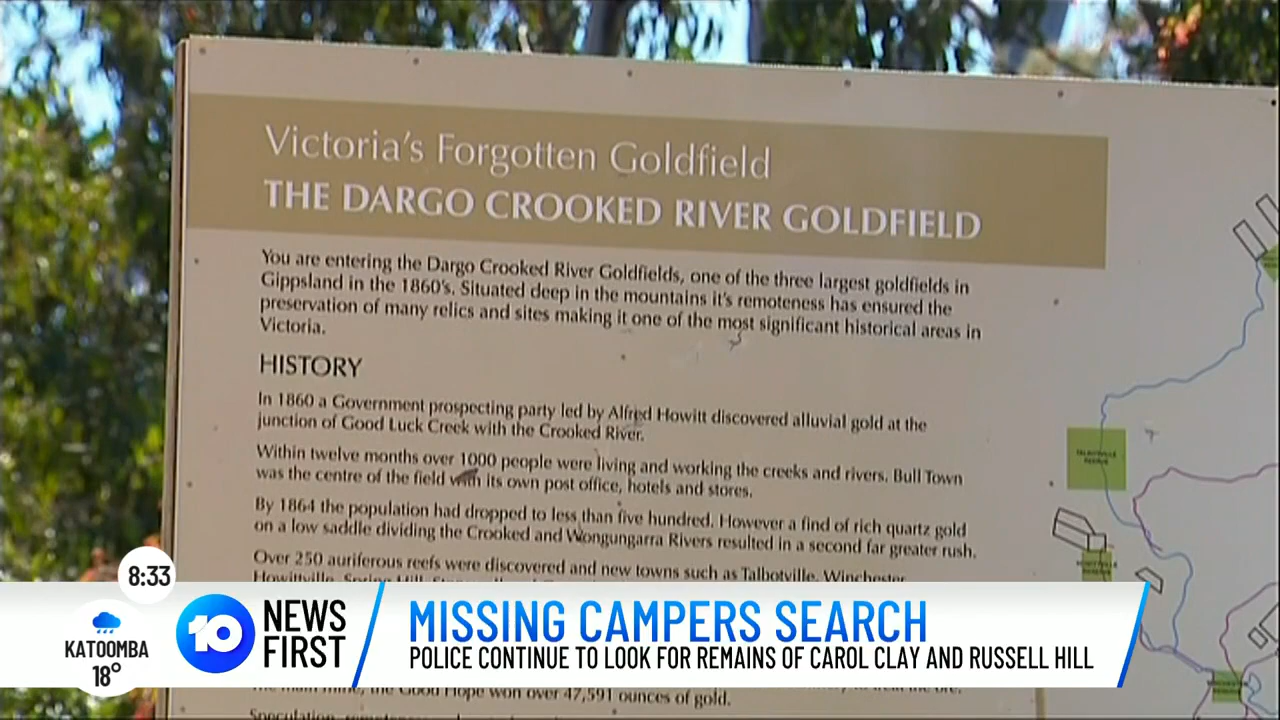 Victoria's Forgotten Goldfield
THE DARGO CROOKED RIVER GOLDFIELD
You are entering the Dargo Crooked River Goldfields, one of the three largest goldfields in
Gippsland in the 1860's. Situated deep in the mountains it's remoteness has ensured the
preservation of many relics and sites making it one of the most significant historical areas in
Victoria.
HISTORY
In 1860 a Government prospecting party led by Alfred Howitt discovered alluvial gold at the
junction of Good Luck Creek with the Crooked River.
Within twelve months over 1000 people were living and working the creeks and rivers. Bull Town
was the centre of the field with its own post office, hotels and stores.
By 1864 the population had dropped to less than five hundred. However a find of rich quartz gold
on a low saddle dividing the Crooked and Wongungarra Rivers resulted in a second far greater rush.
Over 250 auriferous reefs were discovered and new towns such as Talbotville, Winchester,
Howittville, Spring Hill,
the Good Hope won over 47,591 ounces of gold.
TALBOTVILLE
RESERVE
8:33
KATOOMBA
18°
10 NEWS
FIRST
MISSING CAMPERS SEARCH
POLICE CONTINUE TO LOOK FOR REMAINS OF CAROL CLAY AND RUSSELL HILL